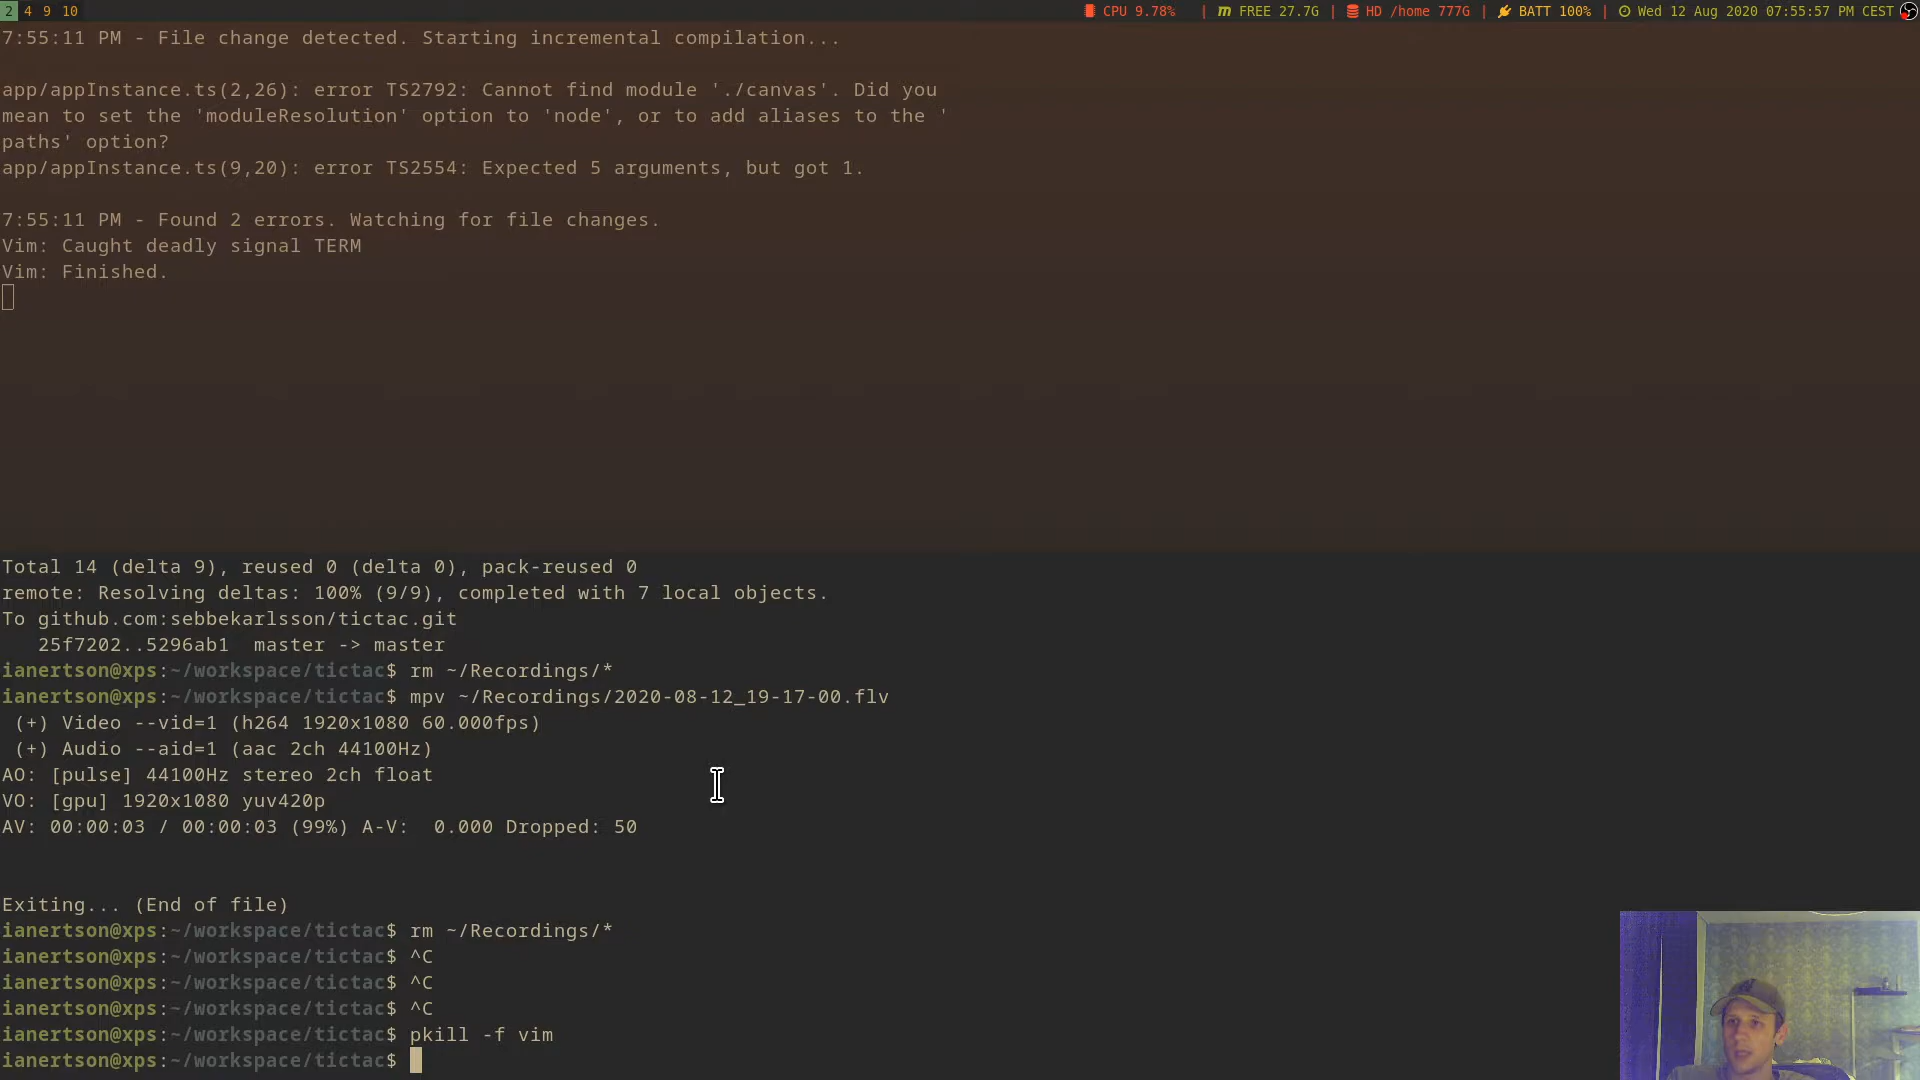 2 4 9 10 CPU 9.78% | FREE 27.7G | HD /home 777G | BATT 100% | Wed 12 Aug 2020 07:55:57 PM CEST
7:55:11 PM - File change detected. Starting incremental compilation...
app/appInstance.ts(2,26): error TS2792: Cannot find module './canvas'. Did you
mean to set the 'moduleResolution' option to 'node', or to add aliases to the '
paths' option?
app/appInstance.ts(9,20): error TS2554: Expected 5 arguments, but got 1.
7:55:11 PM - Found 2 errors. Watching for file changes.
Vim: Caught deadly signal TERM
Vim: Finished.
Total 14 (delta 9), reused 0 (delta 0), pack-reused 0
remote: Resolving deltas: 100% (9/9), completed with 7 local objects.
To github.com:sebbekarlsson/tictac.git
25f7202..5296ab1  master -> master
ianertson@xps:~/workspace/tictac$ rm ~/Recordings/*
ianertson@xps:~/workspace/tictac$ mpv ~/Recordings/2020-08-12_19-17-00.flv
(+) Video --vid=1 (h264 1920x1080 60.000fps)
(+) Audio --aid=1 (aac 2ch 44100Hz)
AO: [pulse] 44100Hz stereo 2ch float
VO: [gpu] 1920x1080 yuv420p
AV: 00:00:03 / 00:00:03 (99%) A-V:  0.000 Dropped: 50
Exiting... (End of file)
ianertson@xps:~/workspace/tictac$ rm ~/Recordings/*
ianertson@xps:~/workspace/tictac$ ^C
ianertson@xps:~/workspace/tictac$ ^C
ianertson@xps:~/workspace/tictac$ ^C
ianertson@xps:~/workspace/tictac$ pkill -f vim
ianertson@xps:~/workspace/tictac$